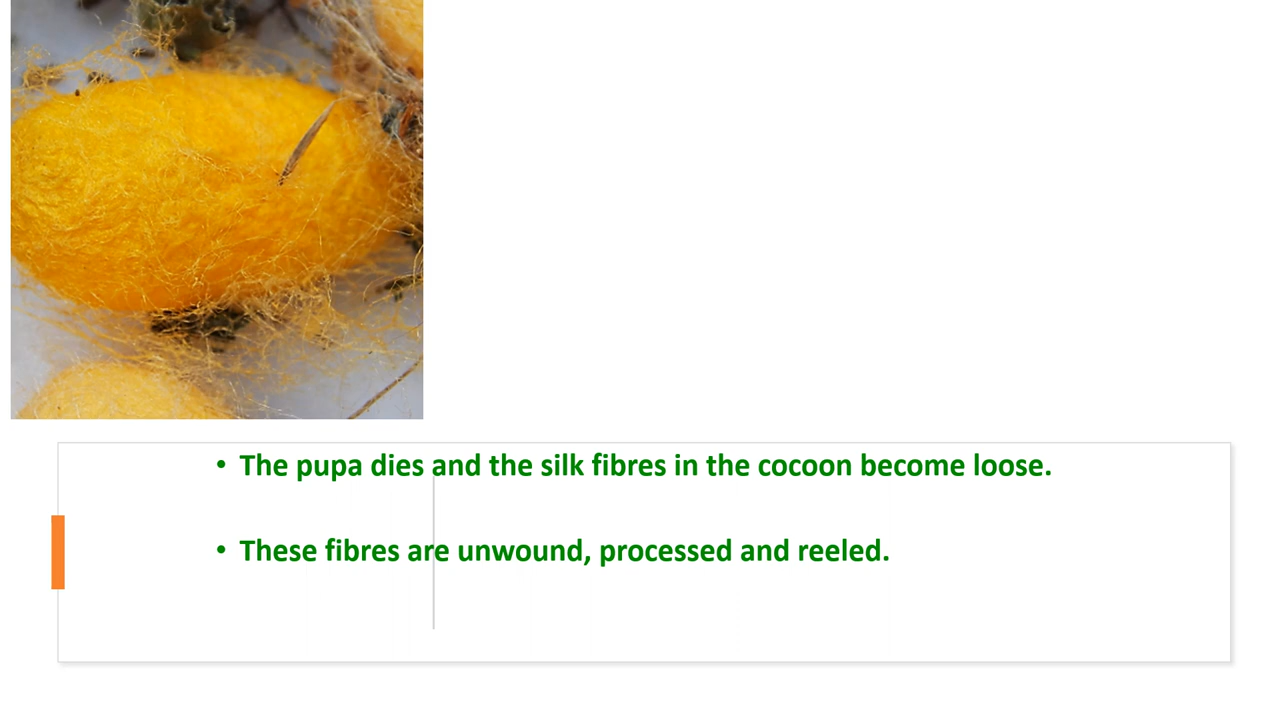 • The pupa dies and the silk fibres in the cocoon become loose.
• These fibres are unwound, processed and reeled.